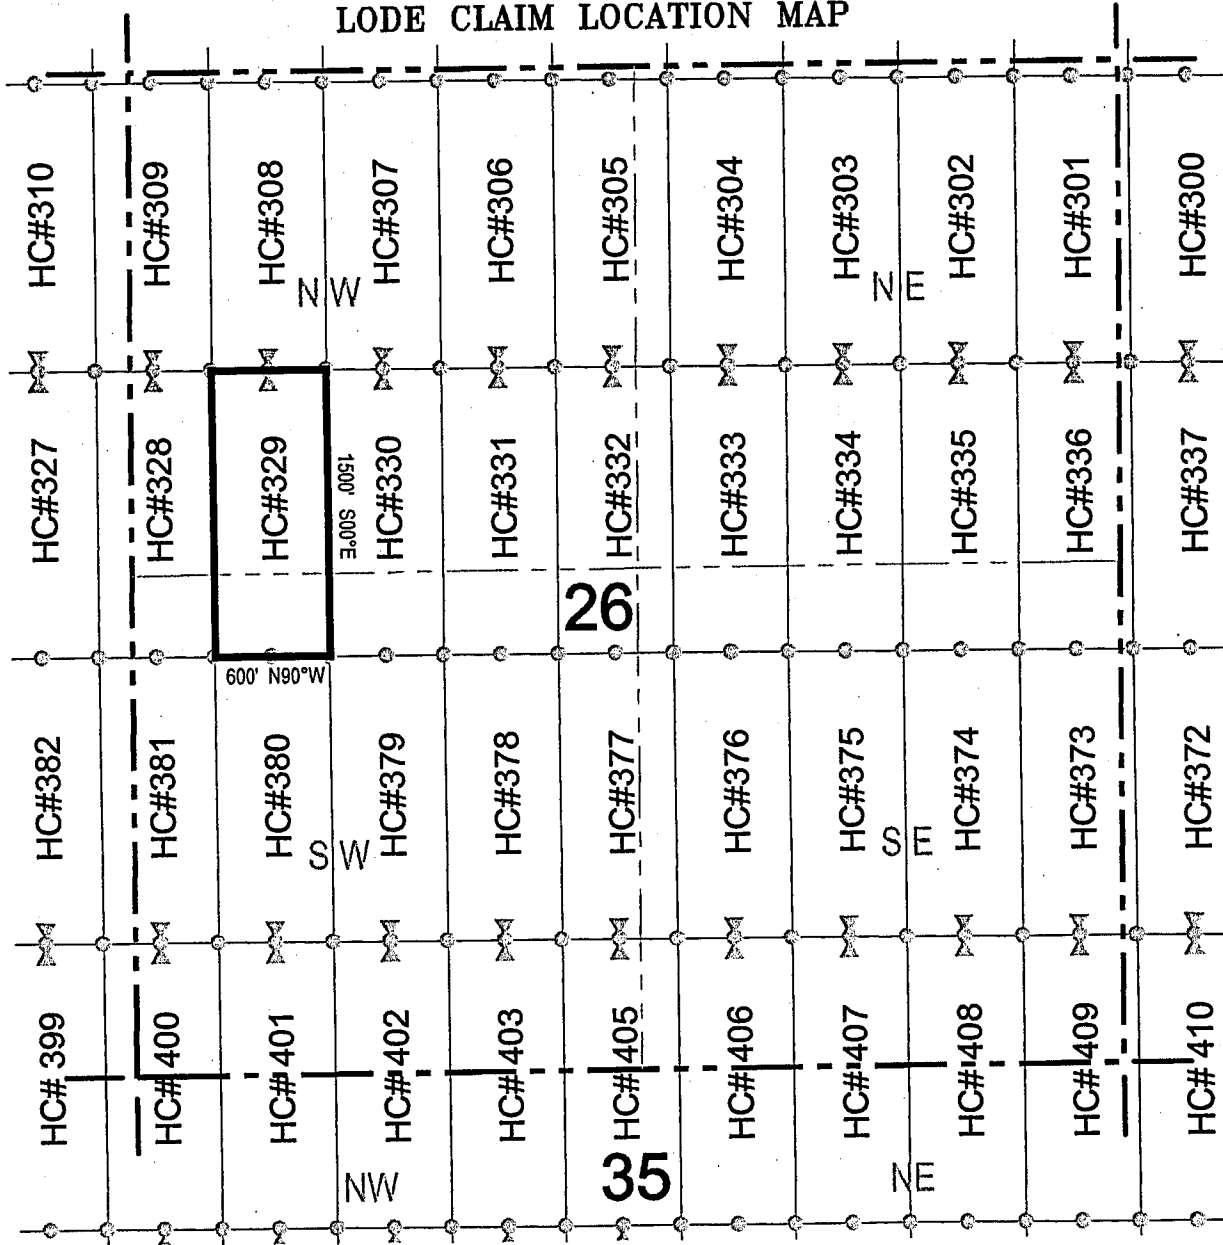 LODE CLAIM LOCATION MAP
HC#310
HC#309
HC#308
HC#307
HC#306
HC#305
HC#304
HC#303
HC#302
HC#301
HC#300
NW
NE
HC#327
HC#328
HC#329
1500' S00°E
HC#330
HC#331
HC#332
HC#333
HC#334
HC#335
HC#336
HC#337
26
600' N90°W
HC#382
HC#381
HC#380
HC#379
HC#378
HC#377
HC#376
HC#375
HC#374
HC#373
HC#372
SW
SE
HC# 399
HC# 400
HC# 401
HC# 402
HC# 403
HC# 405
HC# 406
HC# 407
HC# 408
HC# 409
HC# 410
NW
35
NE